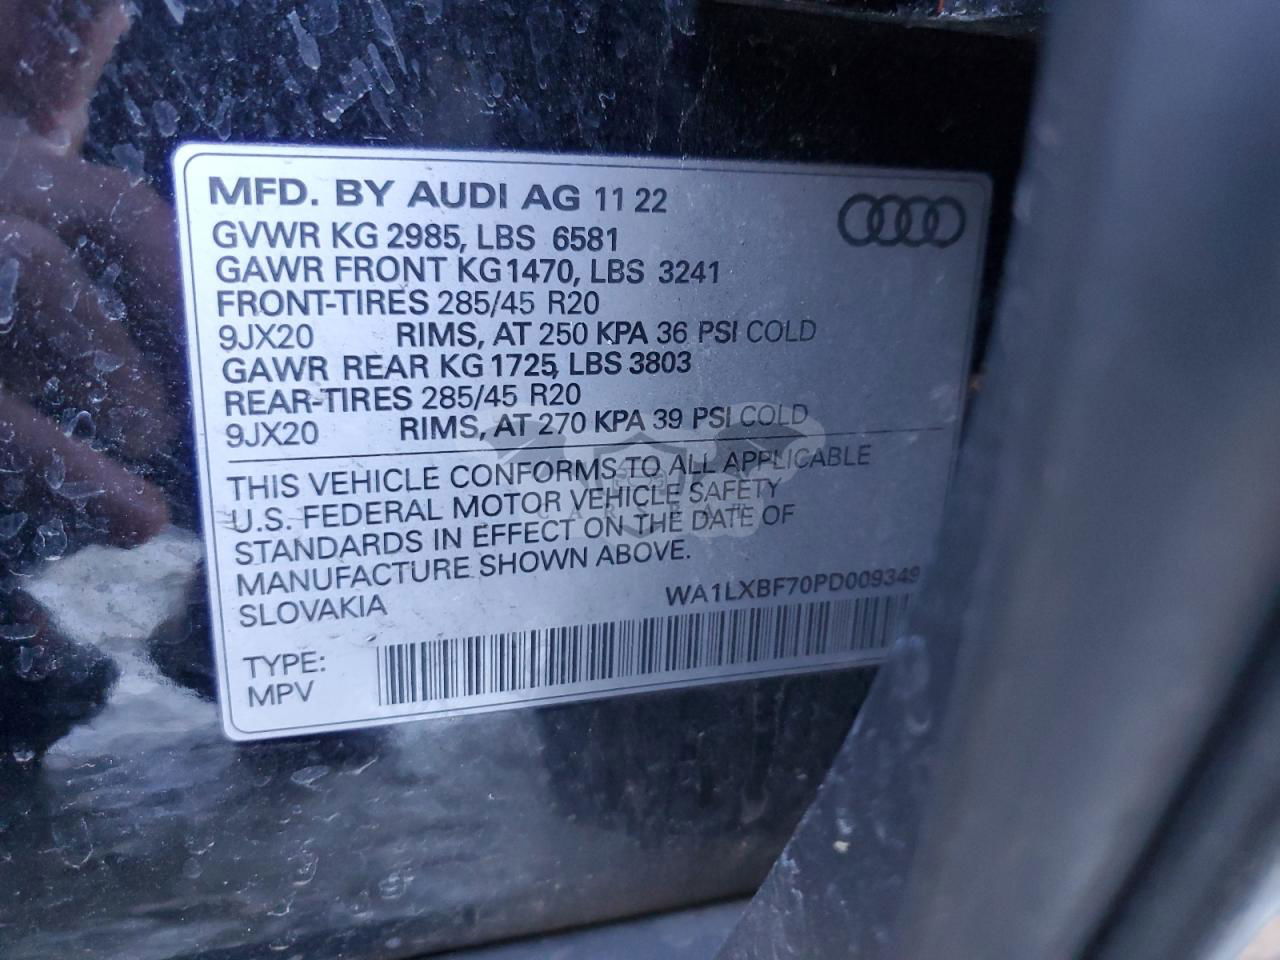 MFD. BY AUDI AG 11 22
GVWR KG 2985, LBS 6581
GAWR FRONT KG 1470, LBS 3241
FRONT-TIRES 285/45 R20
9JX20 RIMS, AT 250 KPA 36 PSI COLD
GAWR REAR KG 1725, LBS 3803
REAR-TIRES 285/45 R20
9JX20 RIMS, AT 270 KPA 39 PSI COLD
THIS VEHICLE CONFORMS TO ALL APPLICABLE
U.S. FEDERAL MOTOR VEHICLE SAFETY
STANDARDS IN EFFECT ON THE DATE OF
MANUFACTURE SHOWN ABOVE.
SLOVAKIA WA1LXBF70PD009349
TYPE:
MPV